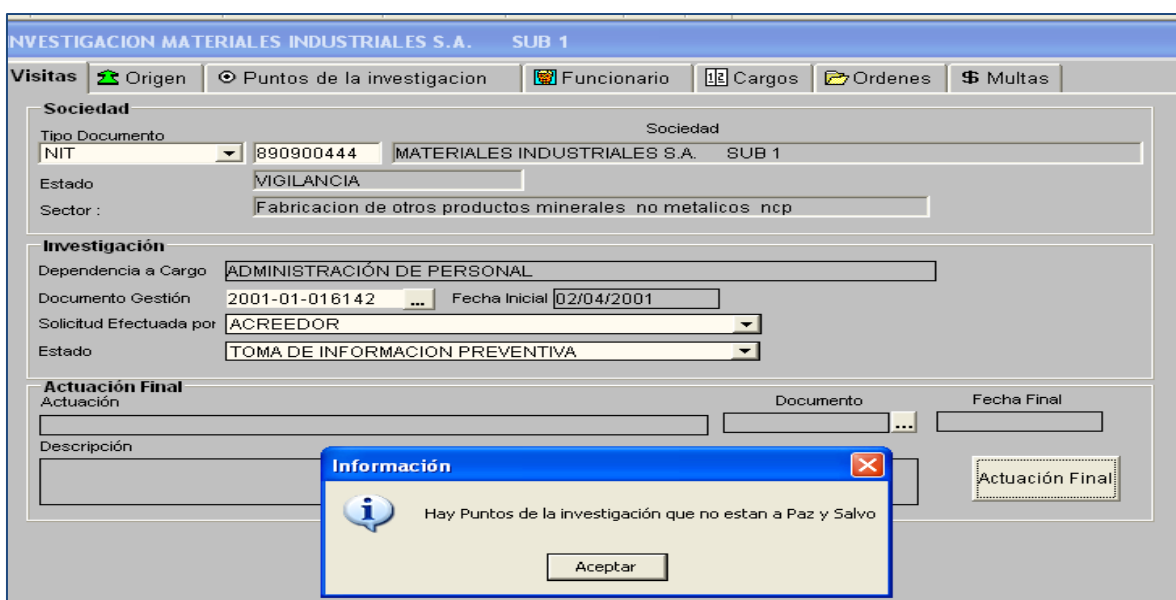 NVESTIGACION MATERIALES INDUSTRIALES S.A. SUB 1
Visitas Origen Puntos de la investigacion Funcionario Cargos Ordenes $ Multas
Sociedad
Tipo Documento Sociedad
NIT 890900444 MATERIALES INDUSTRIALES S.A. SUB 1
Estado VIGILANCIA
Sector : Fabricacion de otros productos minerales no metalicos ncp
Investigación
Dependencia a Cargo ADMINISTRACIÓN DE PERSONAL
Documento Gestión 2001-01-016142 ... Fecha Inicial 02/04/2001
Solicitud Efectuada por ACREEDOR
Estado TOMA DE INFORMACION PREVENTIVA
Actuación Final
Actuación Documento Fecha Final
...
Descripción
Actuación Final
Información
Hay Puntos de la investigación que no estan a Paz y Salvo
Aceptar